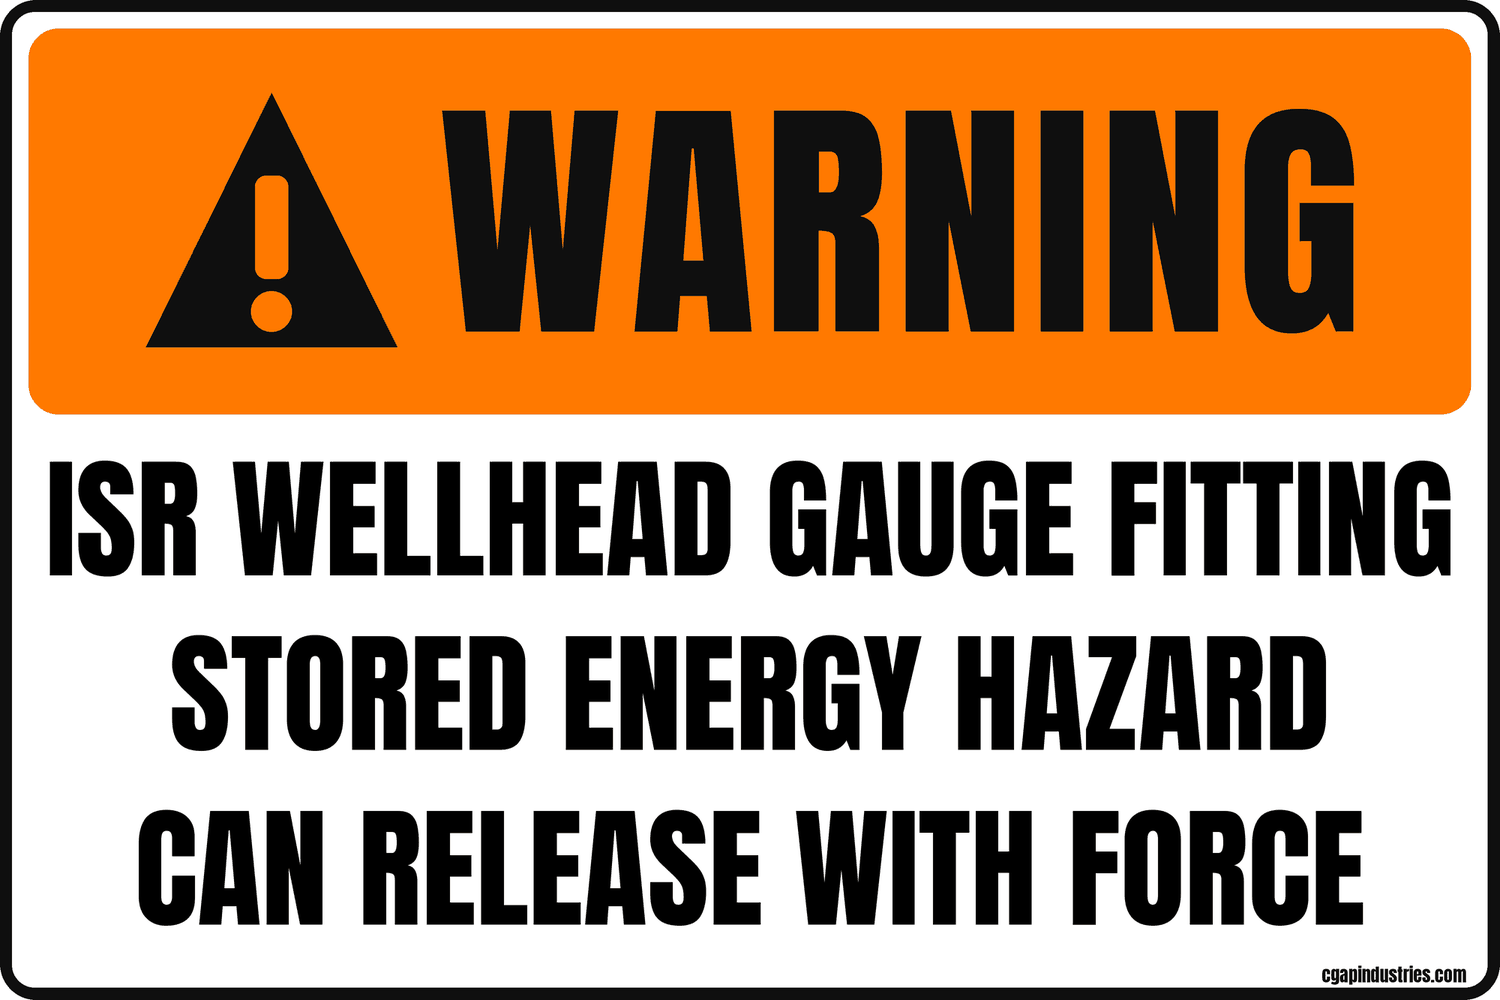 WARNING
ISR WELLHEAD GAUGE FITTING
STORED ENERGY HAZARD
CAN RELEASE WITH FORCE
cgapindustries.com